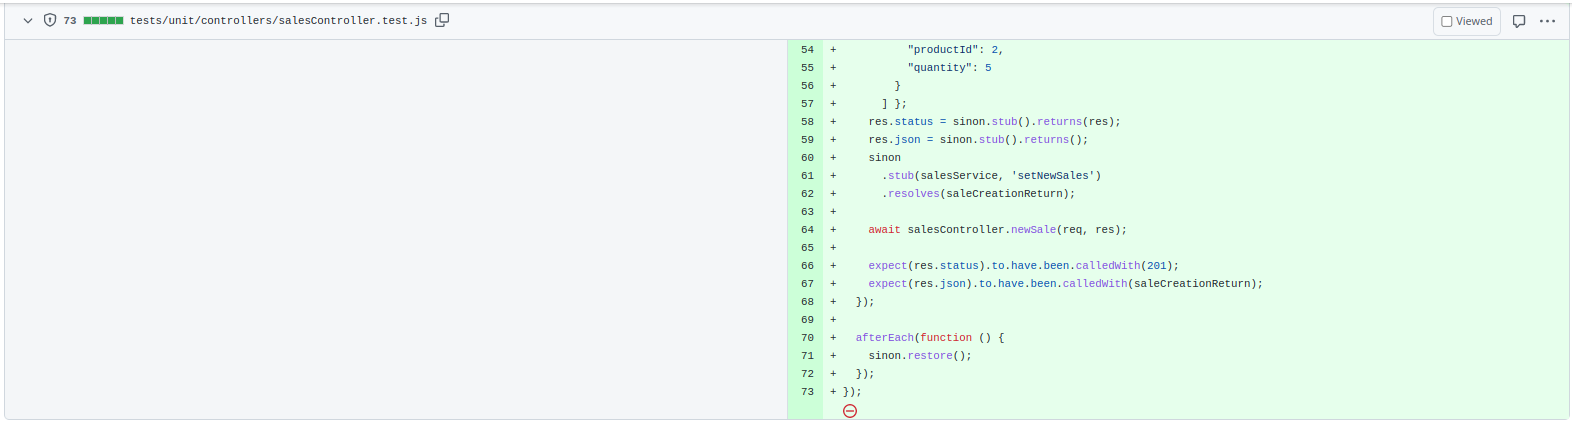 73 tests/unit/controllers/salesController.test.js Viewed
54 + "productId": 2,
55 + "quantity": 5
56 + }
57 + ] };
58 + res.status = sinon.stub().returns(res);
59 + res.json = sinon.stub().returns();
60 + sinon
61 + .stub(salesService, 'setNewSales')
62 + .resolves(saleCreationReturn);
63 +
64 + await salesController.newSale(req, res);
65 +
66 + expect(res.status).to.have.been.calledWith(201);
67 + expect(res.json).to.have.been.calledWith(saleCreationReturn);
68 + });
69 +
70 + afterEach(function () {
71 + sinon.restore();
72 + });
73 + });